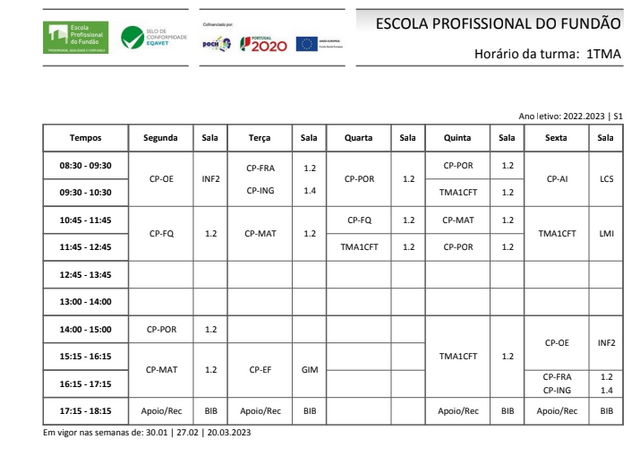 Escola
Profissional
do Fundão
SELO DE
CONFORMIDADE
EQAVET
Cofinanciado por:
POCH
PORTUGAL
2020
ESCOLA PROFISSIONAL DO FUNDÃO
Horário da turma: 1TMA
Ano letivo: 2022.2023 | S1
Tempos Segunda Sala Terça Sala Quarta Sala Quinta Sala Sexta Sala
08:30 - 09:30 CP-OE INF2 CP-FRA 1.2 CP-POR 1.2 CP-POR 1.2 CP-AI LCS
09:30 - 10:30 CP-ING 1.4 TMA1CFT 1.2
10:45 - 11:45 CP-FQ 1.2 CP-MAT 1.2 CP-FQ 1.2 CP-MAT 1.2 TMA1CFT LMI
11:45 - 12:45 TMA1CFT 1.2 CP-POR 1.2
12:45 - 13:45
13:00 - 14:00
14:00 - 15:00 CP-POR 1.2 TMA1CFT 1.2 CP-OE INF2
15:15 - 16:15 CP-MAT 1.2 CP-EF GIM
16:15 - 17:15 CP-FRA 1.2
CP-ING 1.4
17:15 - 18:15 Apoio/Rec BIB Apoio/Rec BIB Apoio/Rec BIB Apoio/Rec BIB
Em vigor nas semanas de: 30.01 | 27.02 | 20.03.2023